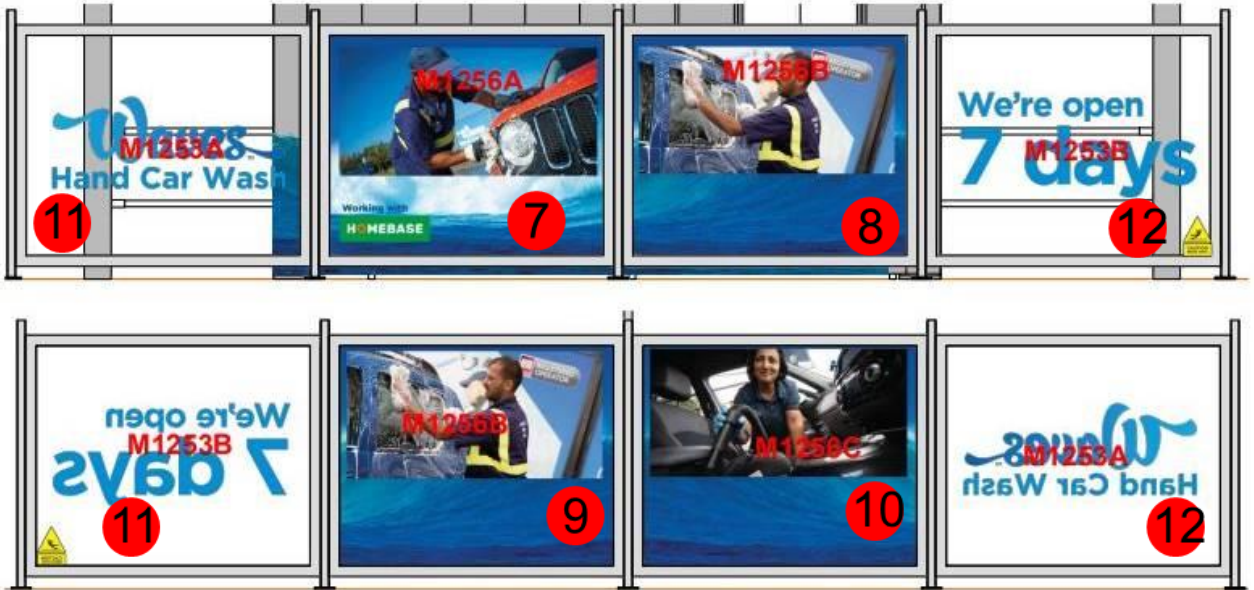 M1253A
Waves
Hand Car Wash
11
M1256A
Working with
HOMEBASE
7
M1256B
8
We're open
M1253B
7 days
12
We're open
M1253B
7 days
11
M1256B
9
M1256C
10
Waves
M1253A
Hand Car Wash
12